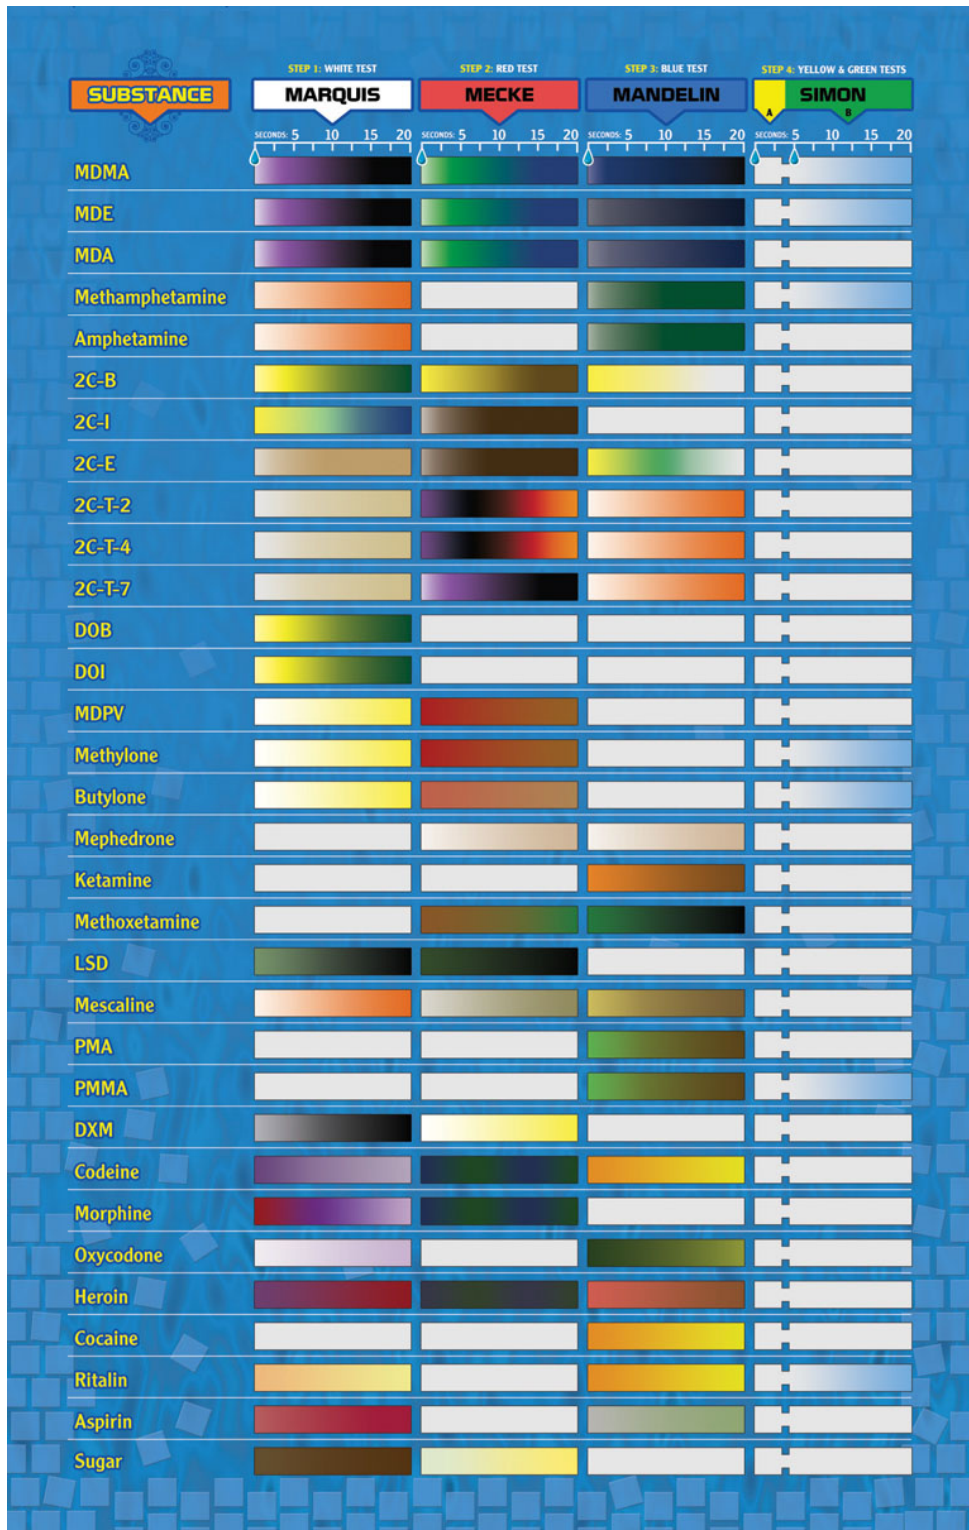 STEP 1: WHITE TEST STEP 2: RED TEST STEP 3: BLUE TEST STEP 4: YELLOW & GREEN TESTS
SUBSTANCE MARQUIS MECKE MANDELIN SIMON
A B
SECONDS: 5 10 15 20 SECONDS: 5 10 15 20 SECONDS: 5 10 15 20 SECONDS: 5 10 20
MDMA
MDE
MDA
Methamphetamine
Amphetamine
2C-B
2C-I
2C-E
2C-T-2
2C-T-4
2C-T-7
DOB
DOI
MDPV
Methylone
Butylone
Mephedrone
Ketamine
Methoxetamine
LSD
Mescaline
PMA
PMMA
DXM
Codeine
Morphine
Oxycodone
Heroin
Cocaine
Ritalin
Aspirin
Sugar